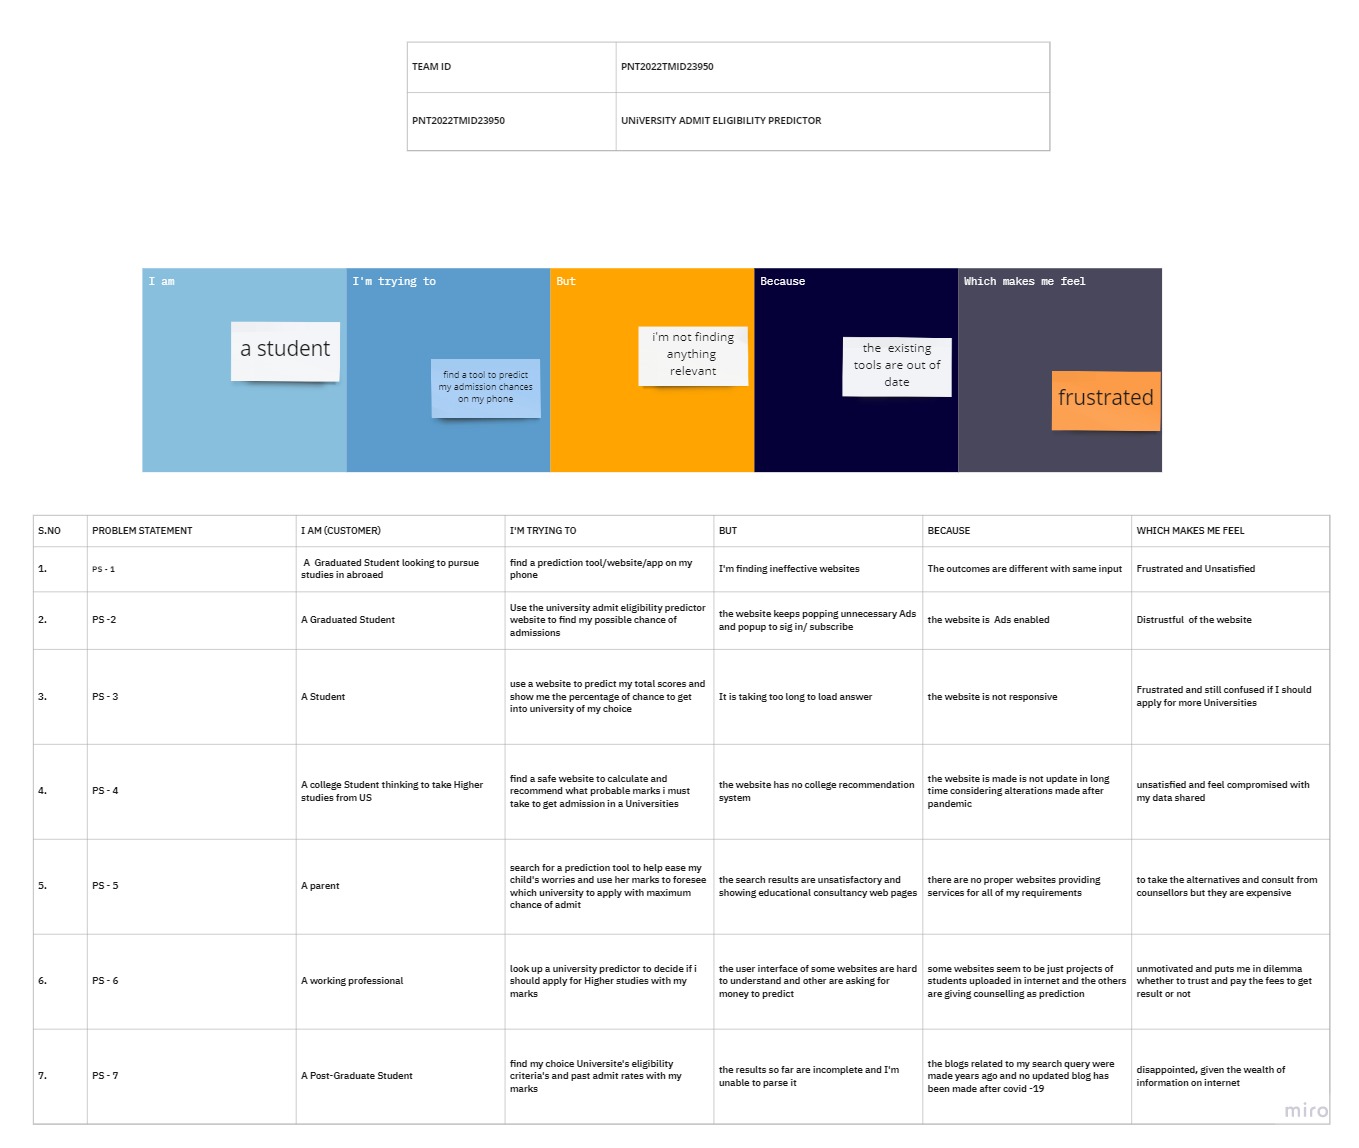 TEAM ID
PNT2022TMID23950
PNT2022TMID23950
UNiVERSITY ADMIT ELIGIBILITY PREDICTOR
I am
a student
I'm trying to
find a tool to predict
my admission chances
on my phone
But
i'm not finding
anything
relevant
Because
the existing
tools are out of
date
Which makes me feel
frustrated
S.NO
PROBLEM STATEMENT
I AM (CUSTOMER)
I'M TRYING TO
BUT
BECAUSE
WHICH MAKES ME FEEL
1.
PS - 1
A Graduated Student looking to pursue
studies in abroaed
find a prediction tool/website/app on my
phone
I'm finding ineffective websites
The outcomes are different with same input
Frustrated and Unsatisfied
2.
PS -2
A Graduated Student
Use the university admit eligibility predictor
website to find my possible chance of
admissions
the website keeps popping unnecessary Ads
and popup to sig in/ subscribe
the website is Ads enabled
Distrustful of the website
3.
PS - 3
A Student
use a website to predict my total scores and
show me the percentage of chance to get
into university of my choice
It is taking too long to load answer
the website is not responsive
Frustrated and still confused if I should
apply for more Universities
4.
PS - 4
A college Student thinking to take Higher
studies from US
find a safe website to calculate and
recommend what probable marks i must
take to get admission in a Universities
the website has no college recommendation
system
the website is made is not update in long
time considering alterations made after
pandemic
unsatisfied and feel compromised with
my data shared
5.
PS - 5
A parent
search for a prediction tool to help ease my
child's worries and use her marks to foresee
which university to apply with maximum
chance of admit
the search results are unsatisfactory and
showing educational consultancy web pages
there are no proper websites providing
services for all of my requirements
to take the alternatives and consult from
counsellors but they are expensive
6.
PS - 6
A working professional
look up a university predictor to decide if i
should apply for Higher studies with my
marks
the user interface of some websites are hard
to understand and other are asking for
money to predict
some websites seem to be just projects of
students uploaded in internet and the others
are giving counselling as prediction
unmotivated and puts me in dilemma
whether to trust and pay the fees to get
result or not
7.
PS - 7
A Post-Graduate Student
find my choice Universite's eligibility
criteria's and past admit rates with my
marks
the results so far are incomplete and I'm
unable to parse it
the blogs related to my search query were
made years ago and no updated blog has
been made after covid -19
disappointed, given the wealth of
information on internet
miro